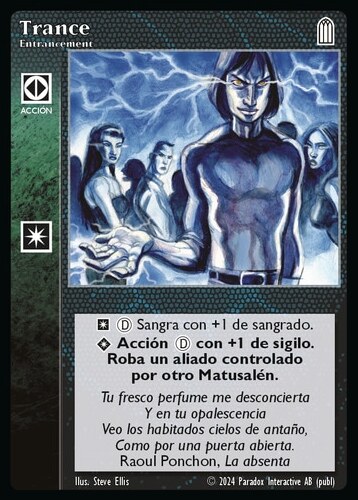 Trance
Entrancement
ACCIÓN
D Sangra con +1 de sangrado.
Acción D con +1 de sigilo.
Roba un aliado controlado
por otro Matusalén.
Tu fresco perfume me desconcierta
Y en tu opalescencia
Veo los habitados cielos de antaño,
Como por una puerta abierta.
Raoul Ponchon, La absenta
Ilus. Steve Ellis © 2024 Paradox Interactive AB (publ)